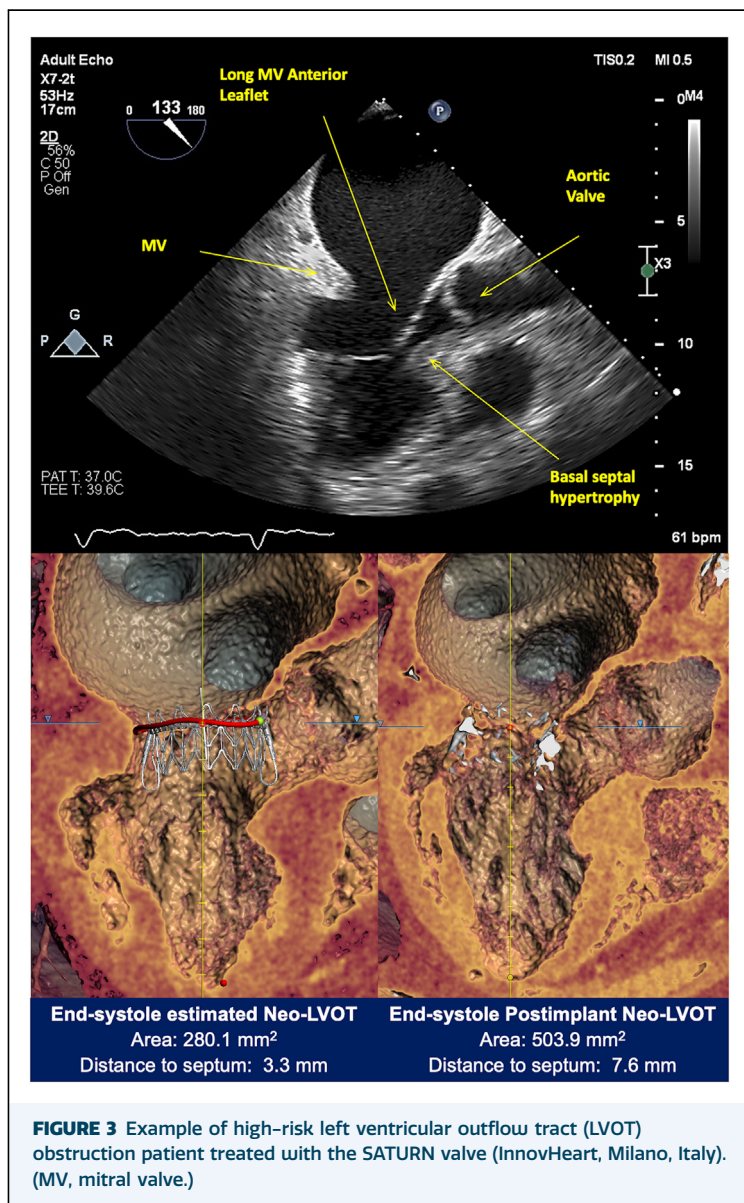 Adult Echo
X7-2t
53Hz
17cm
2D
56%
C 50
P Off
Gen
0 133 180
Long MV Anterior
Leaflet
P
TIS0.2 MI 0.5
0 M4
Aortic
Valve
MV
5
X3
G
P R
10
Basal septal
hypertrophy
15
PAT T: 37.0C
TEE T: 39.6C
61 bpm
End-systole estimated Neo-LVOT
Area: 280.1 mm²
Distance to septum: 3.3 mm
End-systole Postimplant Neo-LVOT
Area: 503.9 mm²
Distance to septum: 7.6 mm
FIGURE 3 Example of high-risk left ventricular outflow tract (LVOT)
obstruction patient treated with the SATURN valve (InnovHeart, Milano, Italy).
(MV, mitral valve.)